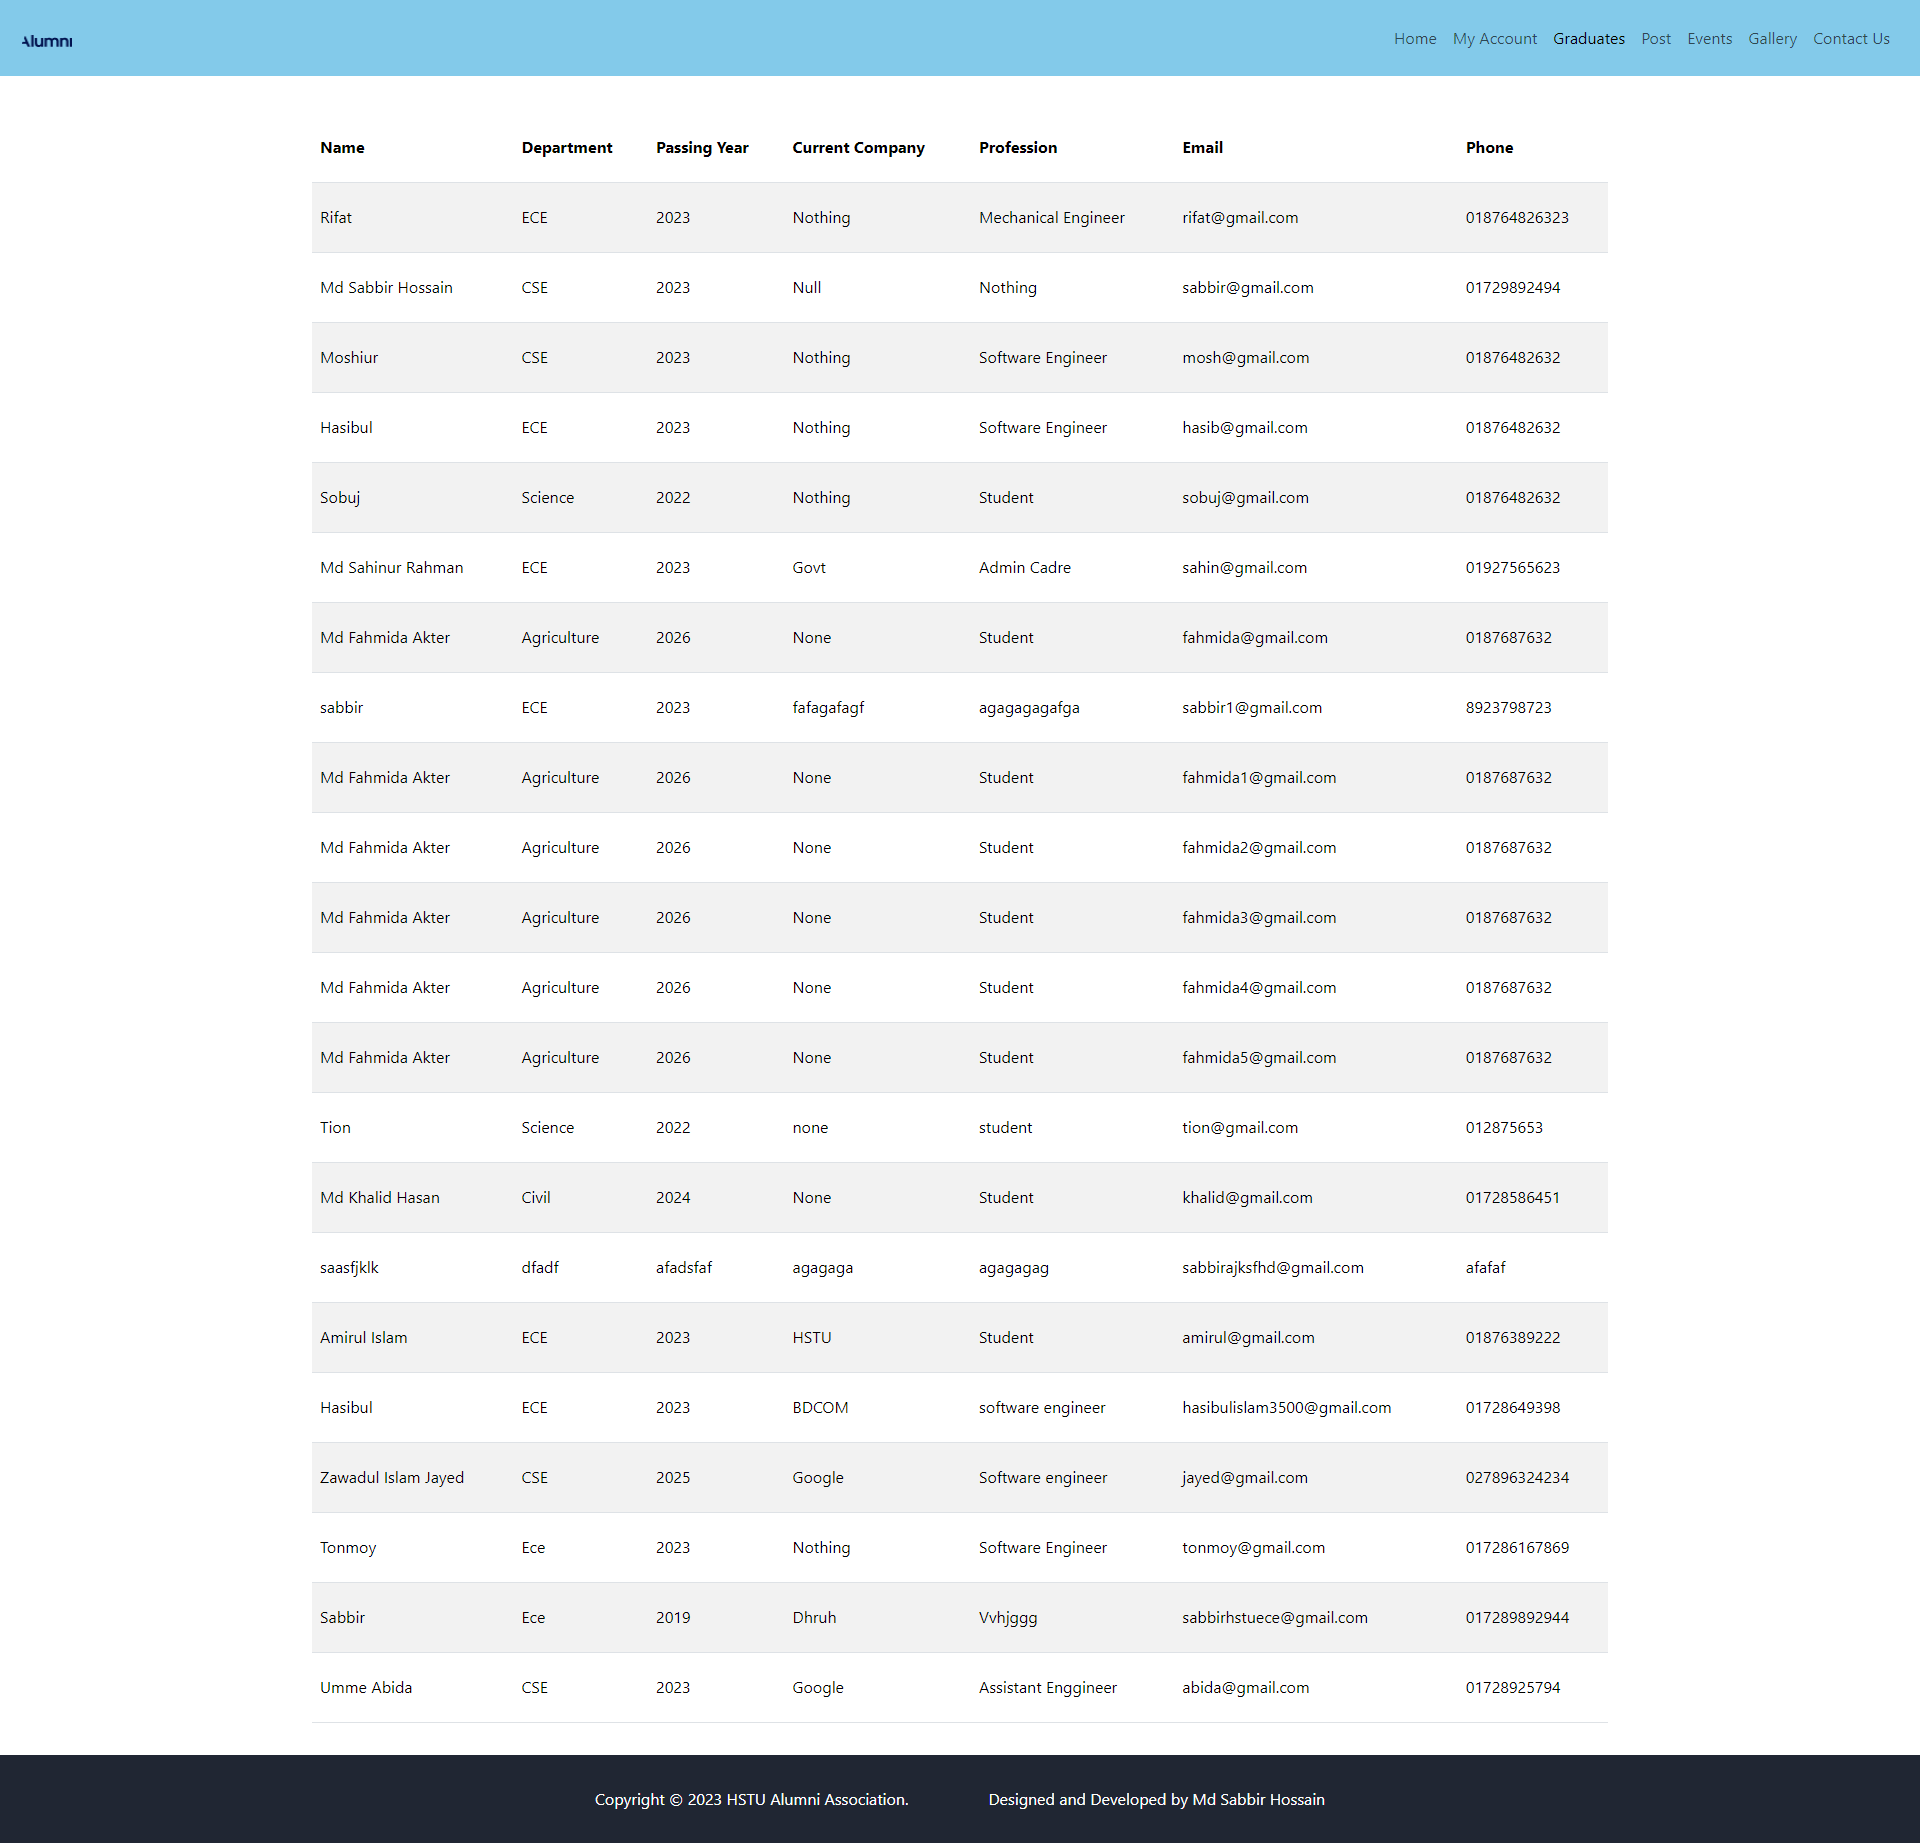 Alumni
Home My Account Graduates Post Events Gallery Contact Us
Name Department Passing Year Current Company Profession Email Phone
Rifat ECE 2023 Nothing Mechanical Engineer rifat@gmail.com 018764826323
Md Sabbir Hossain CSE 2023 Null Nothing sabbir@gmail.com 01729892494
Moshiur CSE 2023 Nothing Software Engineer mosh@gmail.com 01876482632
Hasibul ECE 2023 Nothing Software Engineer hasib@gmail.com 01876482632
Sobuj Science 2022 Nothing Student sobuj@gmail.com 01876482632
Md Sahinur Rahman ECE 2023 Govt Admin Cadre sahin@gmail.com 01927565623
Md Fahmida Akter Agriculture 2026 None Student fahmida@gmail.com 0187687632
sabbir ECE 2023 fafagafagf agagagagafga sabbir1@gmail.com 8923798723
Md Fahmida Akter Agriculture 2026 None Student fahmida1@gmail.com 0187687632
Md Fahmida Akter Agriculture 2026 None Student fahmida2@gmail.com 0187687632
Md Fahmida Akter Agriculture 2026 None Student fahmida3@gmail.com 0187687632
Md Fahmida Akter Agriculture 2026 None Student fahmida4@gmail.com 0187687632
Md Fahmida Akter Agriculture 2026 None Student fahmida5@gmail.com 0187687632
Tion Science 2022 none student tion@gmail.com 012875653
Md Khalid Hasan Civil 2024 None Student khalid@gmail.com 01728586451
saasfjklk dfadf afadsfaf agagaga agagagag sabbirajksfhd@gmail.com afafaf
Amirul Islam ECE 2023 HSTU Student amirul@gmail.com 01876389222
Hasibul ECE 2023 BDCOM software engineer hasibulislam3500@gmail.com 01728649398
Zawadul Islam Jayed CSE 2025 Google Software engineer jayed@gmail.com 027896324234
Tonmoy Ece 2023 Nothing Software Engineer tonmoy@gmail.com 017286167869
Sabbir Ece 2019 Dhruh Vvhjggg sabbirhstuece@gmail.com 017289892944
Umme Abida CSE 2023 Google Assistant Enggineer abida@gmail.com 01728925794
Copyright © 2023 HSTU Alumni Association. Designed and Developed by Md Sabbir Hossain